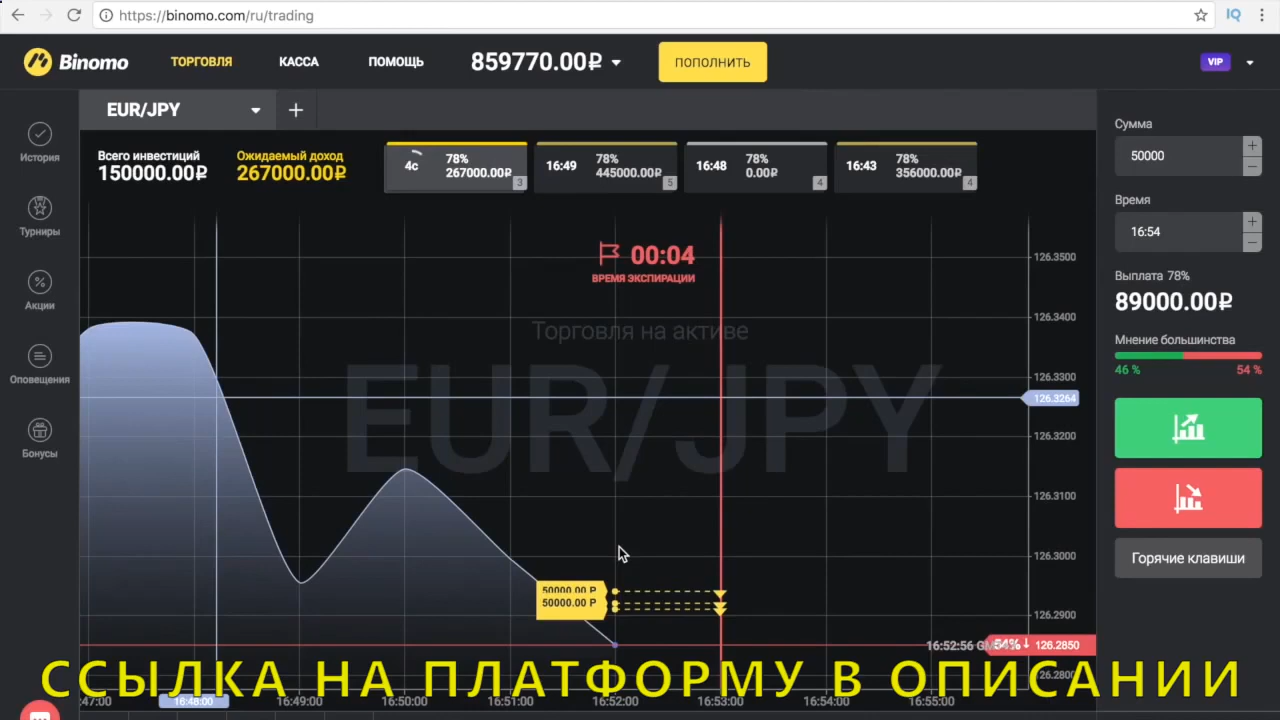 https://binomo.com/ru/trading
Binomo
ТОРГОВЛЯ
КАССА
ПОМОЩЬ
859770.00₽
ПОПОЛНИТЬ
VIP
EUR/JPY
История
Турниры
Акции
Оповещения
Бонусы
Всего инвестиций
150000.00₽
Ожидаемый доход
267000.00₽
4с
78%
267000.00₽
3
16:49
78%
445000.00₽
5
16:48
78%
0.00₽
4
16:43
78%
356000.00₽
4
00:04
ВРЕМЯ ЭКСПИРАЦИИ
Торговля на активе
EUR/JPY
126.3500
126.3400
126.3300
126.3264
126.3200
126.3100
126.3000
126.2900
126.2850
50000.00 ₽
50000.00 ₽
54%
Сумма
50000
Время
16:54
Выплата 78%
89000.00₽
Мнение большинства
46 %
54 %
Горячие клавиши
ССЫЛКА НА ПЛАТФОРМУ В ОПИСАНИИ
:47:00
16:48:00
16:49:00
16:50:00
16:51:00
16:52:00
16:53:00
16:54:00
16:55:00